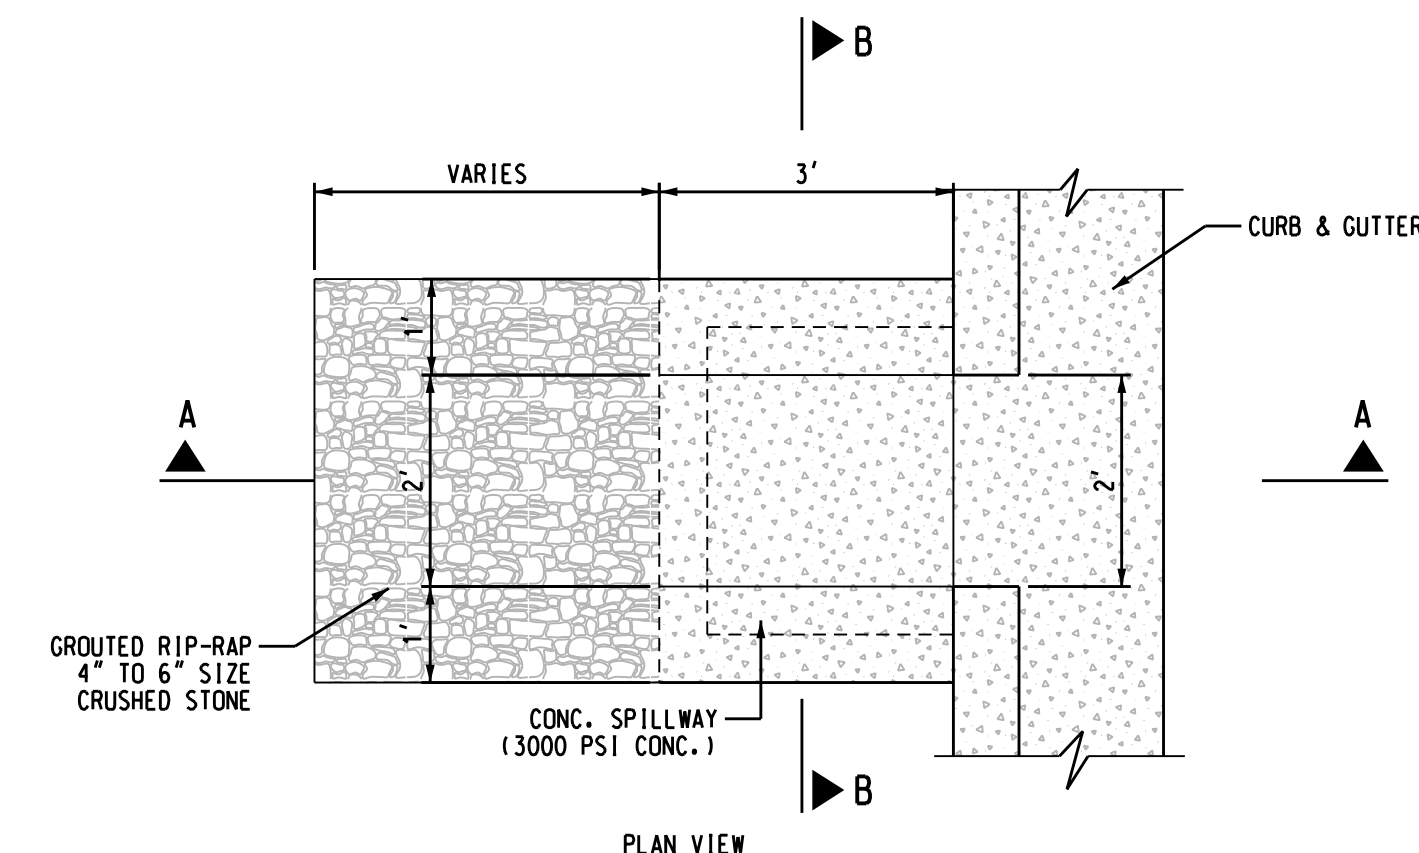 B
VARIES
3'
CURB & GUTTER
1'
A
A
2'
2'
1'
GROUTED RIP-RAP
4" TO 6" SIZE
CRUSHED STONE
CONC. SPILLWAY
(3000 PSI CONC.)
B
PLAN VIEW